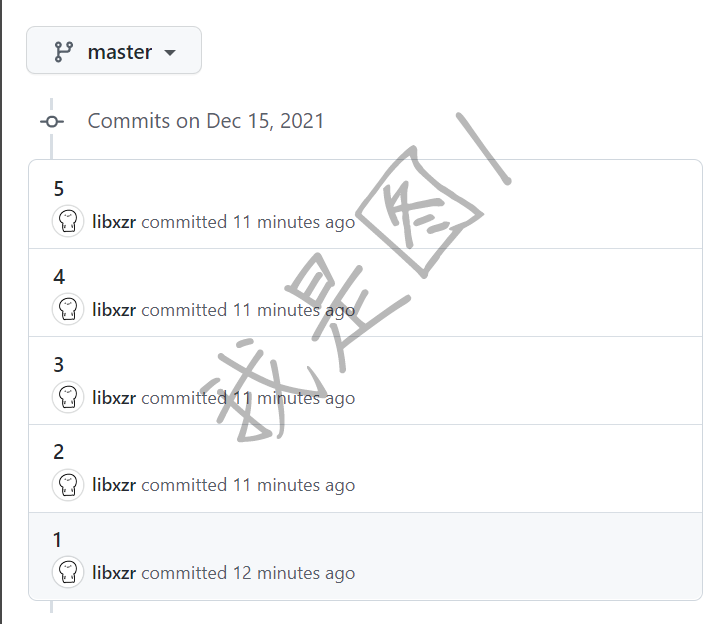 master
Commits on Dec 15, 2021
5
libxzr committed 11 minutes ago
4
libxzr committed 11 minutes ago
3
libxzr committed 11 minutes ago
2
libxzr committed 11 minutes ago
1
libxzr committed 12 minutes ago
我是图1